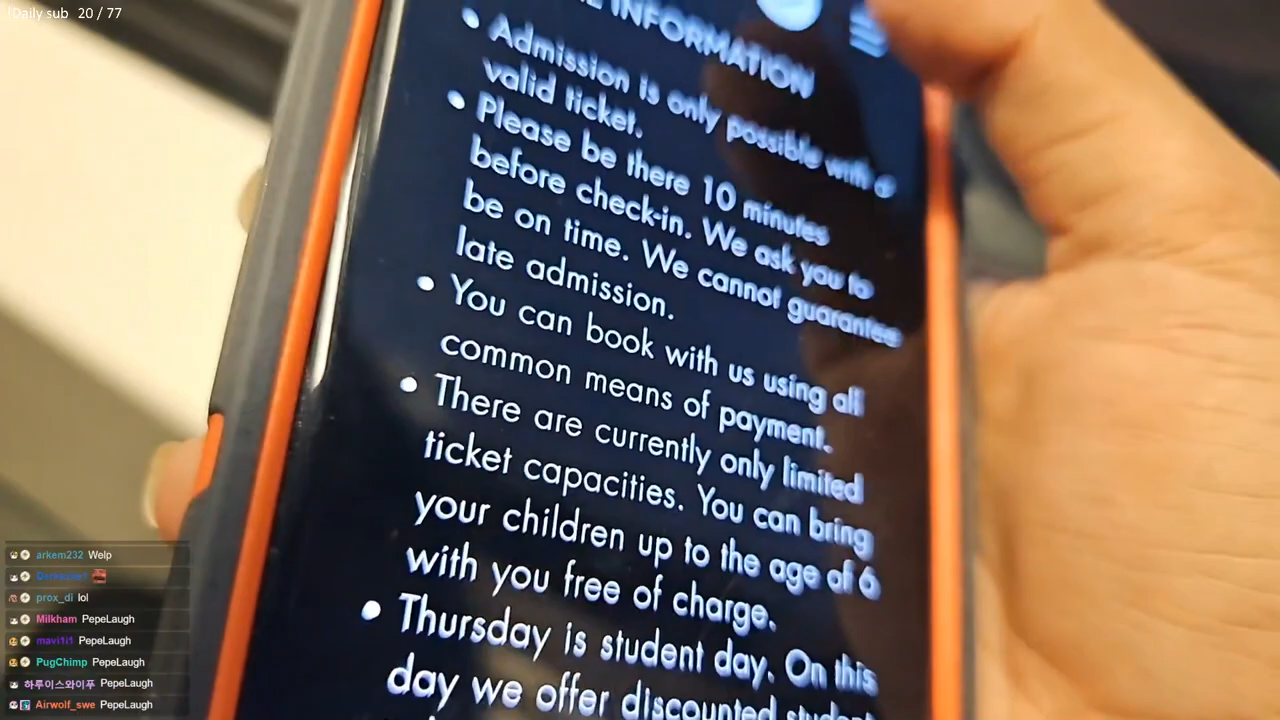 !Daily sub 20 / 77
INFORMATION
Admission is only possible with a
valid ticket.
Please be there 10 minutes
before check-in. We ask you to
be on time. We cannot guarantee
late admission.
You can book with us using all
common means of payment.
There are currently only limited
ticket capacities. You can bring
your children up to the age of 6
with you free of charge.
Thursday is student day. On this
day we offer discounted student
arkem232 Welp
prox_di lol
Milkham PepeLaugh
mavi1i1 PepeLaugh
PugChimp PepeLaugh
하루이스와이푸 PepeLaugh
Airwolf_swe PepeLaugh